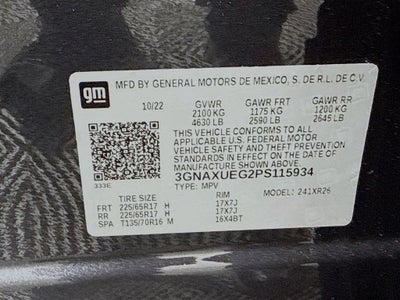 gm
MFD BY GENERAL MOTORS DE MEXICO, S. DE R.L. DE C.V.
10/22 GVWR GAWR FRT GAWR RR
2100 KG 1175 KG 1200 KG
4630 LB 2590 LB 2645 LB
THIS VEHICLE CONFORMS TO ALL
APPLICABLE U.S. FEDERAL MOTOR
VEHICLE SAFETY AND THEFT PREVENTION
STANDARDS IN EFFECT ON THE DATE OF
MANUFACTURE SHOWN ABOVE.
333E 3GNAXUEG2PS115934
TYPE: MPV MODEL: 241XR26
TIRE SIZE RIM
FRT 225/65R17 H 17X7J
RR 225/65R17 H 17X7J
SPA T135/70R16 M 16X4BT